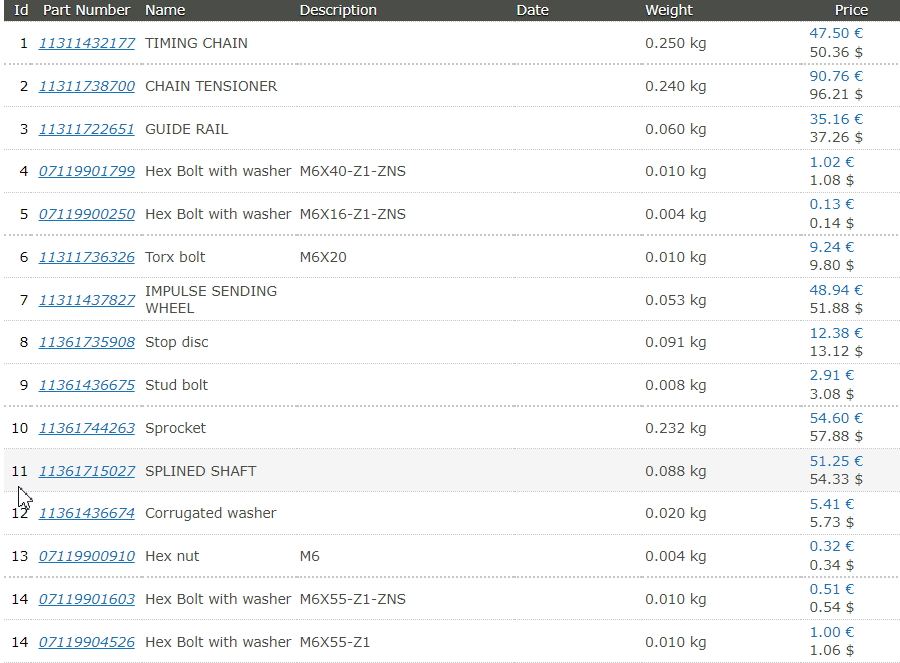 Id Part Number Name Description Date Weight Price
1 11311432177 TIMING CHAIN 0.250 kg 47.50 €
50.36 $
2 11311738700 CHAIN TENSIONER 0.240 kg 90.76 €
96.21 $
3 11311722651 GUIDE RAIL 0.060 kg 35.16 €
37.26 $
4 07119901799 Hex Bolt with washer M6X40-Z1-ZNS 0.010 kg 1.02 €
1.08 $
5 07119900250 Hex Bolt with washer M6X16-Z1-ZNS 0.004 kg 0.13 €
0.14 $
6 11311736326 Torx bolt M6X20 0.010 kg 9.24 €
9.80 $
7 11311437827 IMPULSE SENDING
WHEEL 0.053 kg 48.94 €
51.88 $
8 11361735908 Stop disc 0.091 kg 12.38 €
13.12 $
9 11361436675 Stud bolt 0.008 kg 2.91 €
3.08 $
10 11361744263 Sprocket 0.232 kg 54.60 €
57.88 $
11 11361715027 SPLINED SHAFT 0.088 kg 51.25 €
54.33 $
12 11361436674 Corrugated washer 0.020 kg 5.41 €
5.73 $
13 07119900910 Hex nut M6 0.004 kg 0.32 €
0.34 $
14 07119901603 Hex Bolt with washer M6X55-Z1-ZNS 0.010 kg 0.51 €
0.54 $
14 07119904526 Hex Bolt with washer M6X55-Z1 0.010 kg 1.00 €
1.06 $